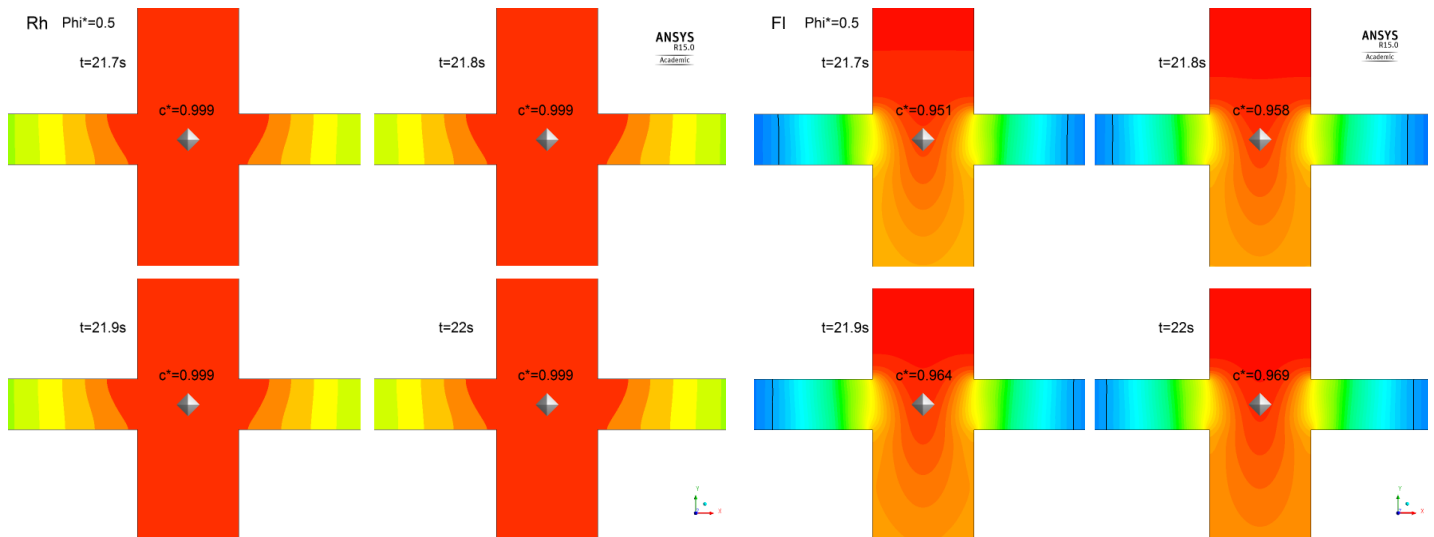 Rh Phi*=0.5
t=21.7s
t=21.8s
ANSYS
R15.0
Academic
c*=0.999
c*=0.999
t=21.9s
t=22s
c*=0.999
c*=0.999
Y
X
Z
Fl Phi*=0.5
t=21.7s
t=21.8s
ANSYS
R15.0
Academic
c*=0.951
c*=0.958
t=21.9s
t=22s
c*=0.964
c*=0.969
Y
X
Z